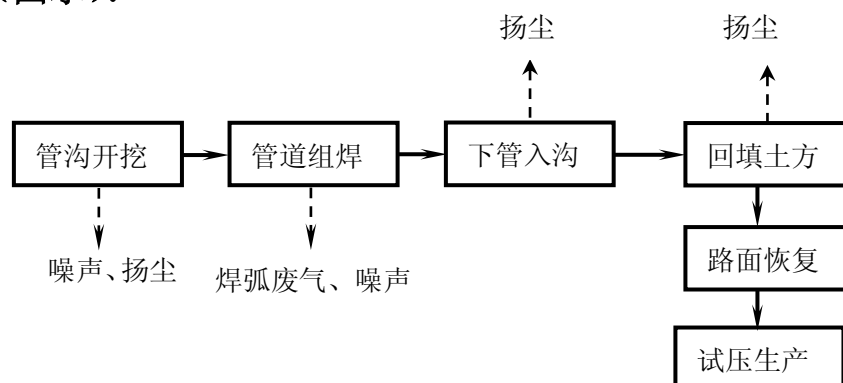 扬尘
扬尘
管沟开挖
管道组焊
下管入沟
回填土方
噪声、扬尘
焊弧废气、噪声
路面恢复
试压生产